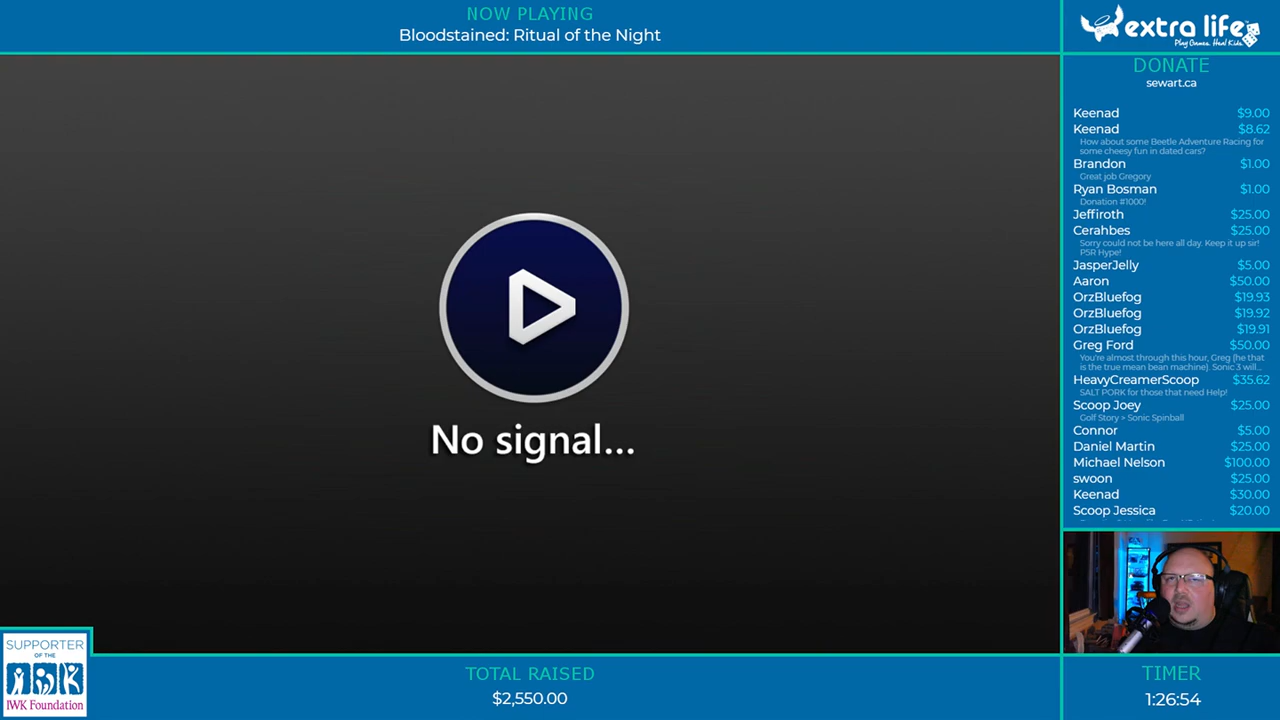 NOW PLAYING
Bloodstained: Ritual of the Night
extra life
Play Games. Heal Kids.
DONATE
sewart.ca
Keenad $9.00
Keenad $8.62
How about some Beetle Adventure Racing for
some cheesy fun in dated cars?
Brandon $1.00
Great job Gregory
Ryan Bosman $1.00
Donation #1000!
Jeffiroth $25.00
Cerahbes $25.00
Sorry could not be here all day. Keep it up sir!
P5R Hype!
JasperJelly $5.00
Aaron $50.00
OrzBluefog $19.93
OrzBluefog $19.92
OrzBluefog $19.91
Greg Ford $50.00
You're almost through this hour, Greg (he that
is the true mean bean machine). Sonic 3 will...
HeavyCreamerScoop $35.62
SALT PORK for those that need Help!
Scoop Joey $25.00
Golf Story > Sonic Spinball
Connor $5.00
Daniel Martin $25.00
Michael Nelson $100.00
swoon $25.00
Keenad $30.00
Scoop Jessica $20.00
No signal...
SUPPORTER
OF THE
IWK
IWK Foundation
TOTAL RAISED
$2,550.00
TIMER
1:26:54